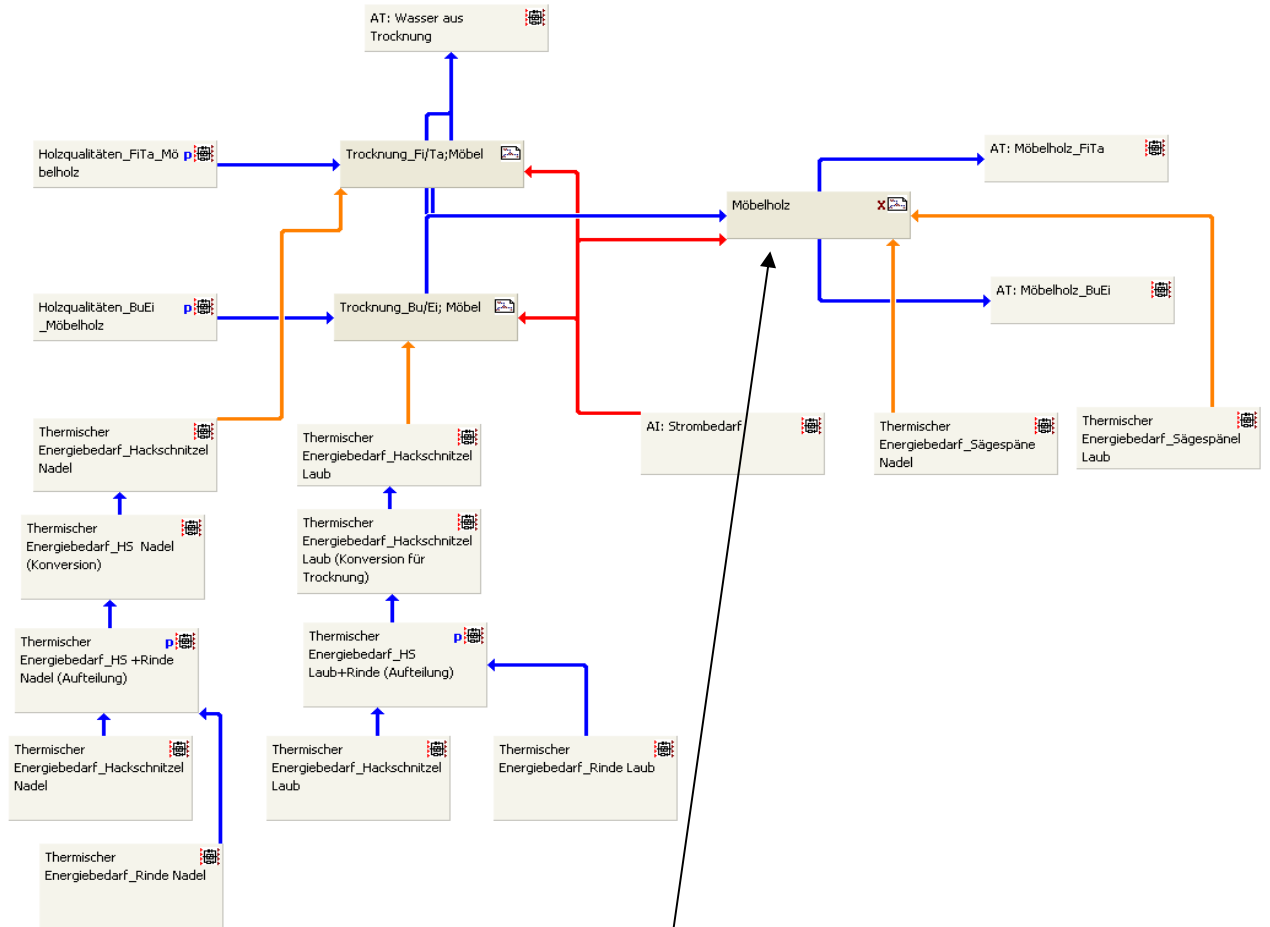 AT: Wasser aus
Trocknung
Holzqualitäten_FiTa_Mö
belholz
p
Trocknung_Fi/Ta;Möbel
AT: Möbelholz_FiTa
Möbelholz
x
Holzqualitäten_BuEi
_Möbelholz
p
Trocknung_Bu/Ei; Möbel
AT: Möbelholz_BuEi
Thermischer
Energiebedarf_Hackschnitzel
Nadel
Thermischer
Energiebedarf_Hackschnitzel
Laub
AI: Strombedarf
Thermischer
Energiebedarf_Sägespäne
Nadel
Thermischer
Energiebedarf_Sägespänel
Laub
Thermischer
Energiebedarf_HS  Nadel
(Konversion)
Thermischer
Energiebedarf_Hackschnitzel
Laub (Konversion für
Trocknung)
Thermischer
Energiebedarf_HS +Rinde
Nadel (Aufteilung)
p
Thermischer
Energiebedarf_HS
Laub+Rinde (Aufteilung)
p
Thermischer
Energiebedarf_Hackschnitzel
Nadel
Thermischer
Energiebedarf_Hackschnitzel
Laub
Thermischer
Energiebedarf_Rinde Laub
Thermischer
Energiebedarf_Rinde Nadel